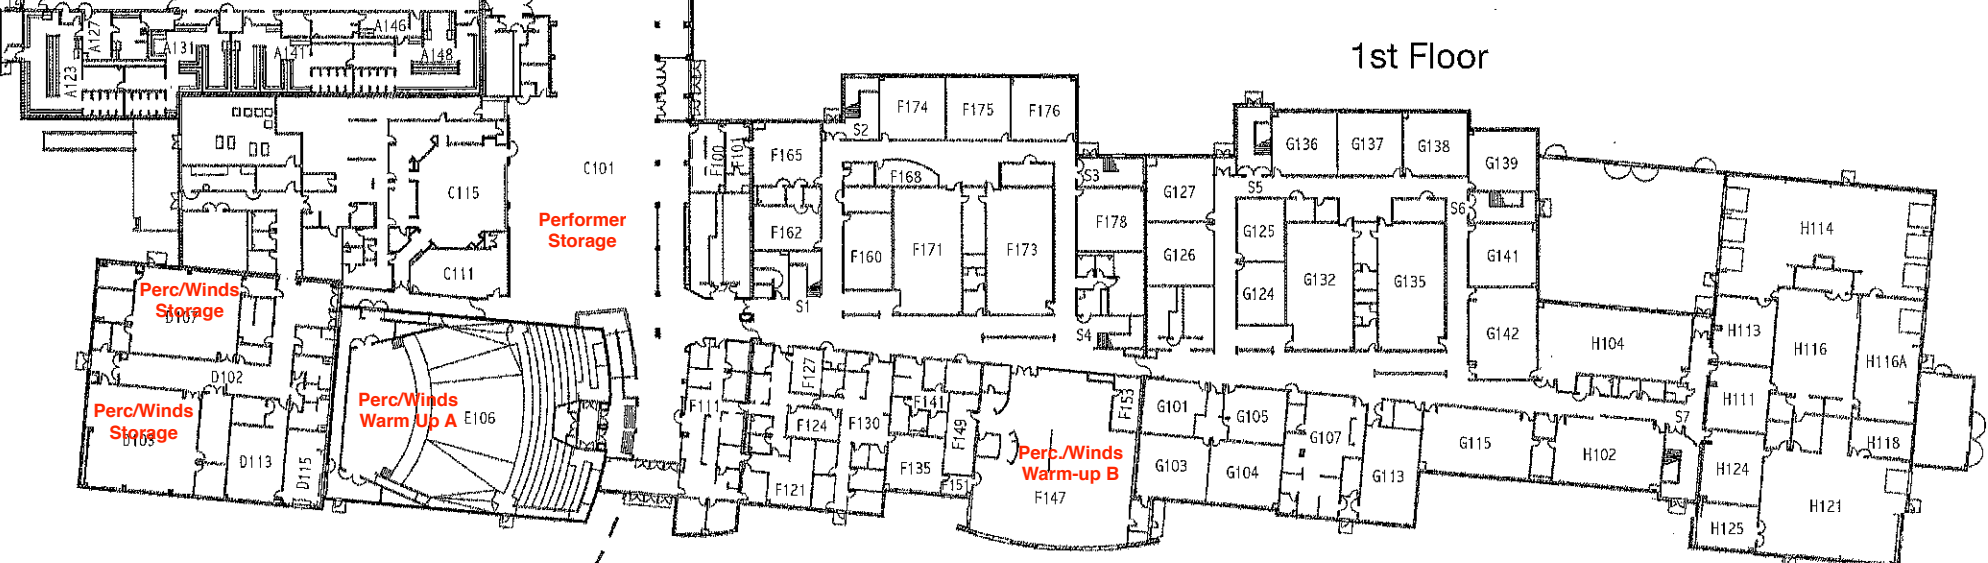 1st Floor
A123
A127
A131
A141
A146
A148
C101
C115
C111
Performer
Storage
F100
F101
F165
F162
S1
S2
F174
F175
F176
F168
F160
F171
F173
S3
F178
S4
G127
G126
S5
G136
G137
G138
G139
G125
G124
G132
G135
S6
G141
G142
H104
H114
H113
H116
H116A
H111
S7
H118
H124
H121
H125
Perc/Winds
Storage
D107
D102
Perc/Winds
Storage
D113
D115
Perc/Winds
Warm Up A
E106
F111
F127
F124
F121
F130
F141
F149
F135
F151
F153
Perc./Winds
Warm-up B
F147
G101
G103
G105
G104
G107
G113
G115
H102